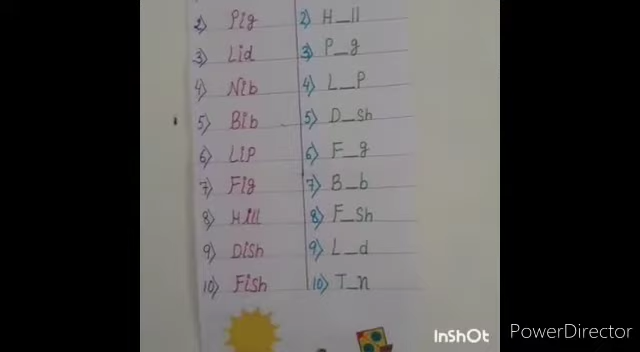 2) Pig 2) H_ll
3) Lid 3) P_g
4) Nib 4) L_P
5) Bib 5) D_sh
6) LiP 6) F_g
7) Fig 7) B_b
8) Hill 8) F_sh
9) Dish 9) L_d
10) Fish 10) T_n
InShOt PowerDirector